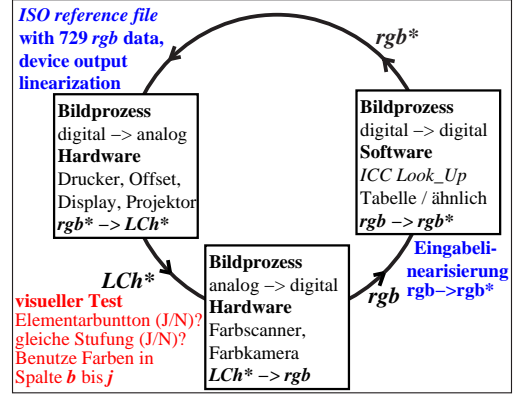 ISO reference file
with 729 rgb data,
device output
linearization
rgb*
Bildprozess
digital –> analog
Hardware
Drucker, Offset,
Display, Projektor
rgb* –> LCh*
Bildprozess
digital –> digital
Software
ICC Look_Up
Tabelle / ähnlich
rgb –> rgb*
LCh*
Bildprozess
analog –> digital
Hardware
Farbscanner,
Farbkamera
LCh* –> rgb
rgb
Eingabeli-
nearisierung
rgb–>rgb*
visueller Test
Elementarbuntton (J/N)?
gleiche Stufung (J/N)?
Benutze Farben in
Spalte b bis j